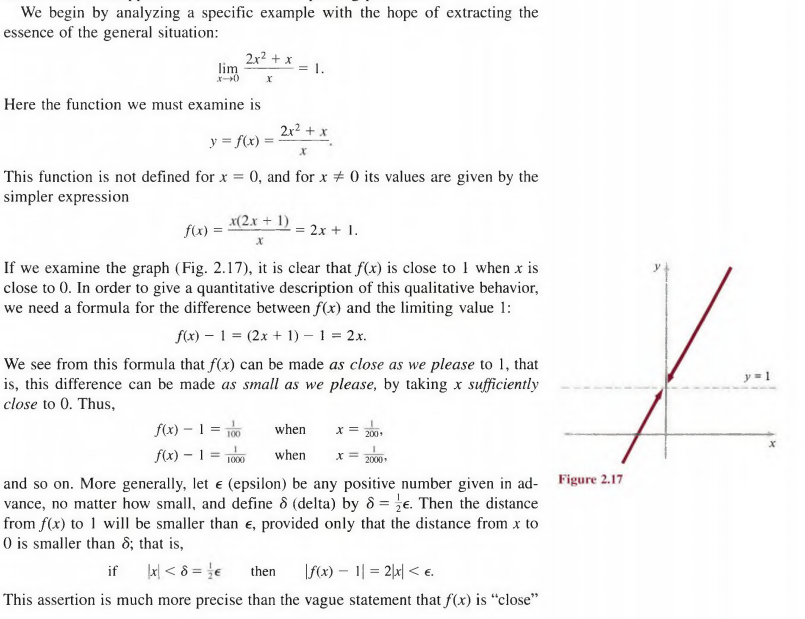 We begin by analyzing a specific example with the hope of extracting the
essence of the general situation:
lim x→0 (2x² + x)/x = 1.
Here the function we must examine is
y = f(x) = (2x² + x)/x.
This function is not defined for x = 0, and for x ≠ 0 its values are given by the
simpler expression
f(x) = x(2x + 1)/x = 2x + 1.
If we examine the graph (Fig. 2.17), it is clear that f(x) is close to 1 when x is
close to 0. In order to give a quantitative description of this qualitative behavior,
we need a formula for the difference between f(x) and the limiting value 1:
f(x) − 1 = (2x + 1) − 1 = 2x.
We see from this formula that f(x) can be made as close as we please to 1, that
is, this difference can be made as small as we please, by taking x sufficiently
close to 0. Thus,
f(x) − 1 = 1/100 when x = 1/200,
f(x) − 1 = 1/1000 when x = 1/2000,
and so on. More generally, let ϵ (epsilon) be any positive number given in ad-
vance, no matter how small, and define δ (delta) by δ = ½ϵ. Then the distance
from f(x) to 1 will be smaller than ϵ, provided only that the distance from x to
0 is smaller than δ; that is,
if |x| < δ = ½ϵ then |f(x) − 1| = 2|x| < ϵ.
This assertion is much more precise than the vague statement that f(x) is “close”
y
y = 1
x
Figure 2.17